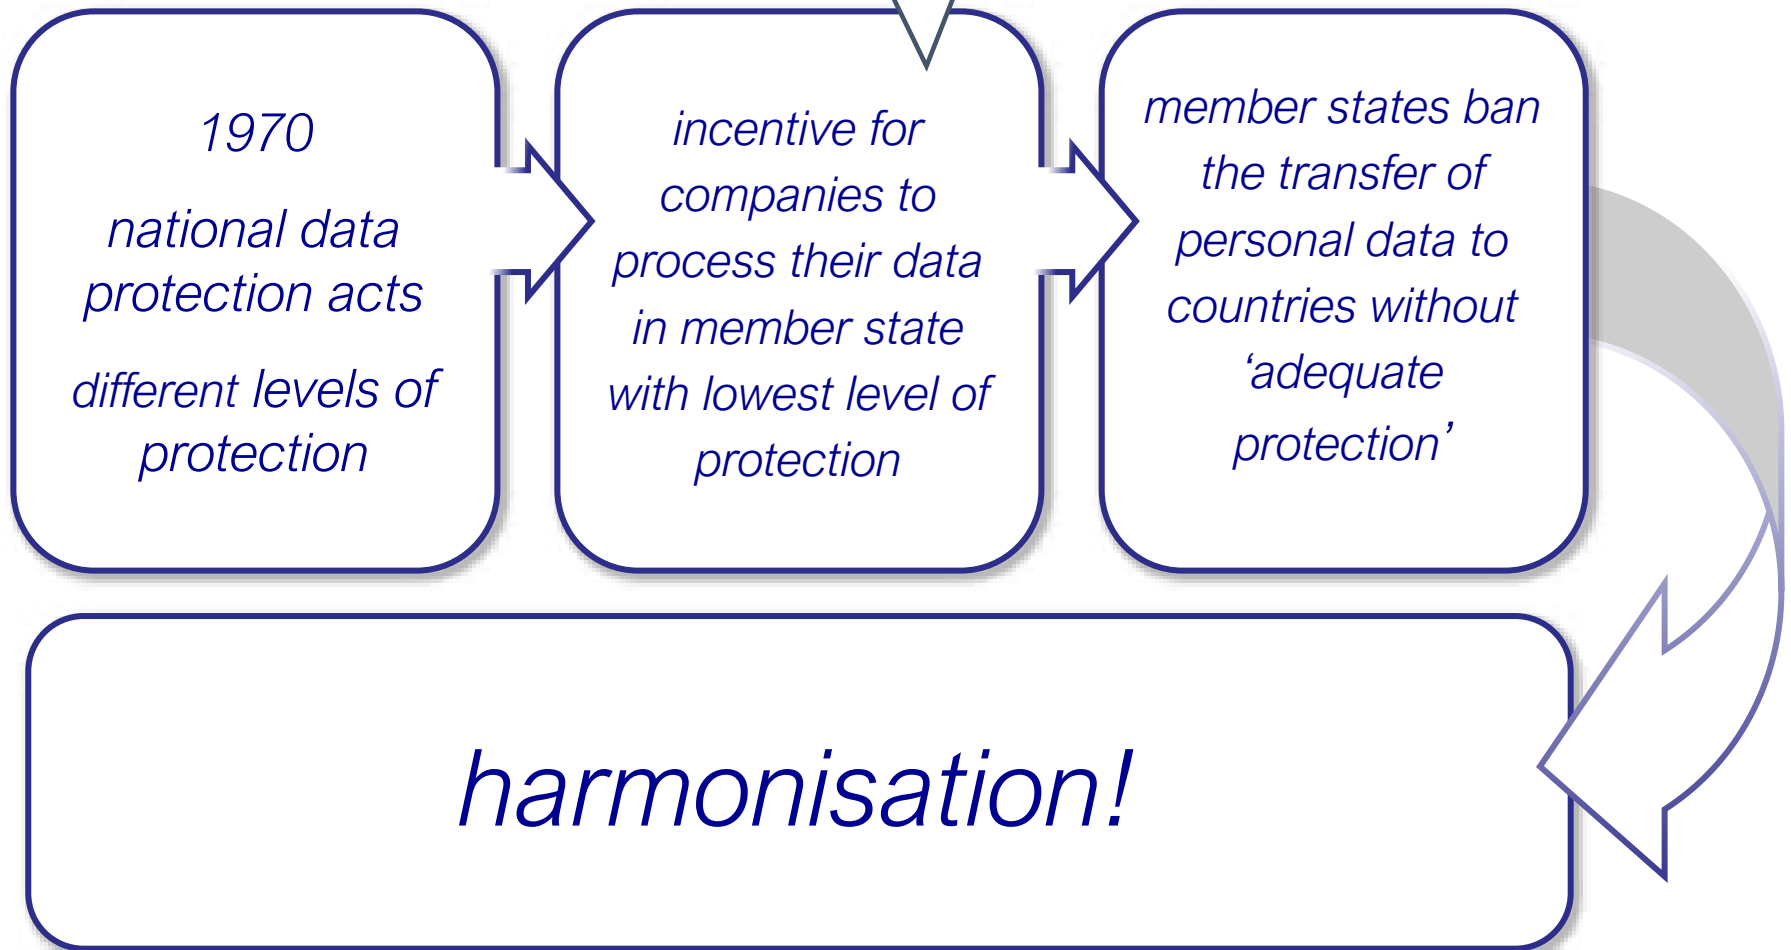 1970
national data
protection acts
different levels of
protection
incentive for
companies to
process their data
in member state
with lowest level of
protection
member states ban
the transfer of
personal data to
countries without
‘adequate
protection’
harmonisation!